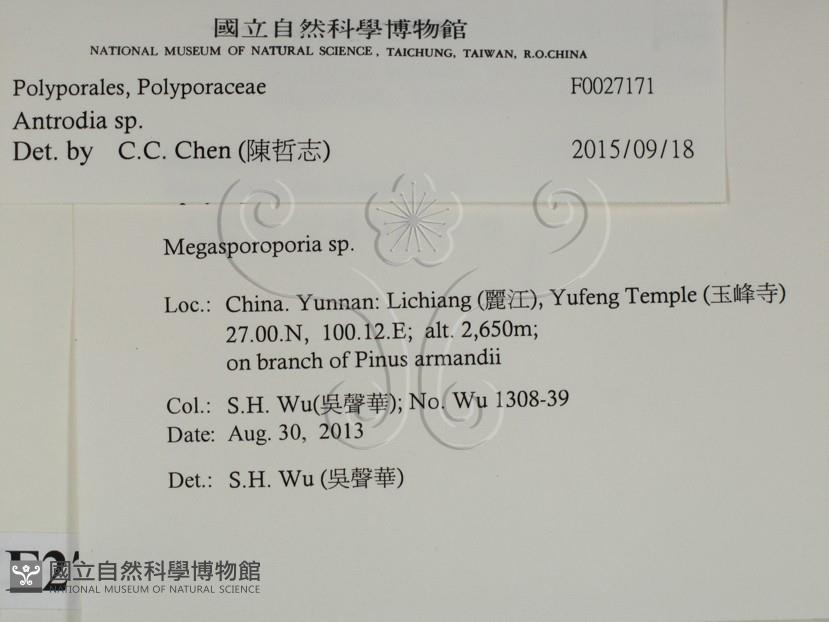 國立自然科學博物館
NATIONAL MUSEUM OF NATURAL SCIENCE, TAICHUNG, TAIWAN, R.O.CHINA
Polyporales, Polyporaceae F0027171
Antrodia sp.
Det. by C.C. Chen (陳哲志) 2015/09/18
Megasporoporia sp.
Loc.: China. Yunnan: Lichiang (麗江), Yufeng Temple (玉峰寺)
27.00.N, 100.12.E; alt. 2,650m;
on branch of Pinus armandii
Col.: S.H. Wu(吳聲華); No. Wu 1308-39
Date: Aug. 30, 2013
Det.: S.H. Wu (吳聲華)
國立自然科學博物館
NATIONAL MUSEUM OF NATURAL SCIENCE